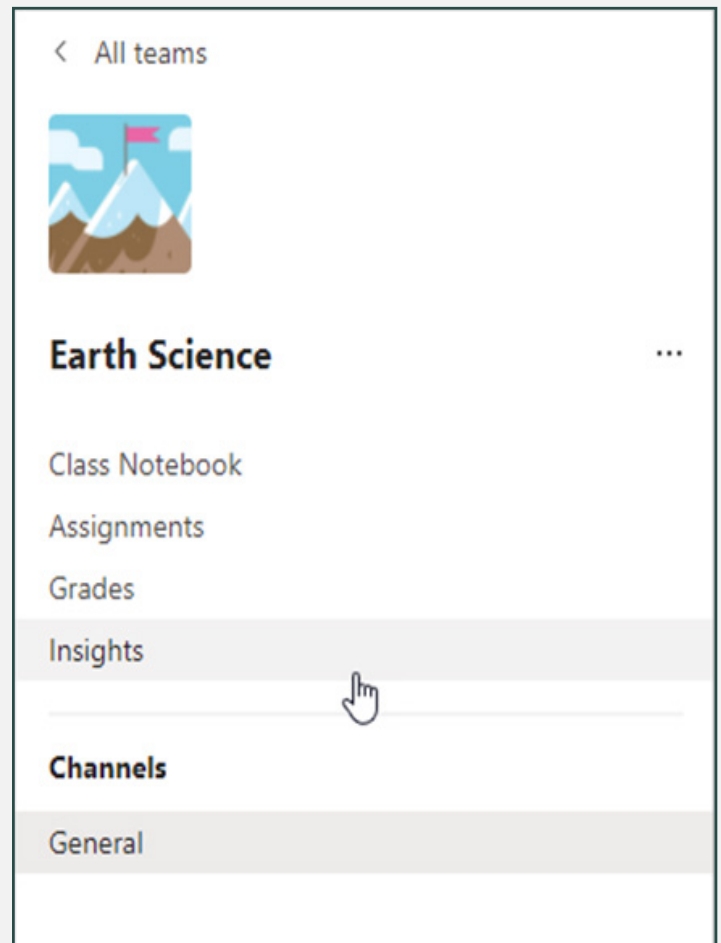 All teams
Earth Science
Class Notebook
Assignments
Grades
Insights
Channels
General